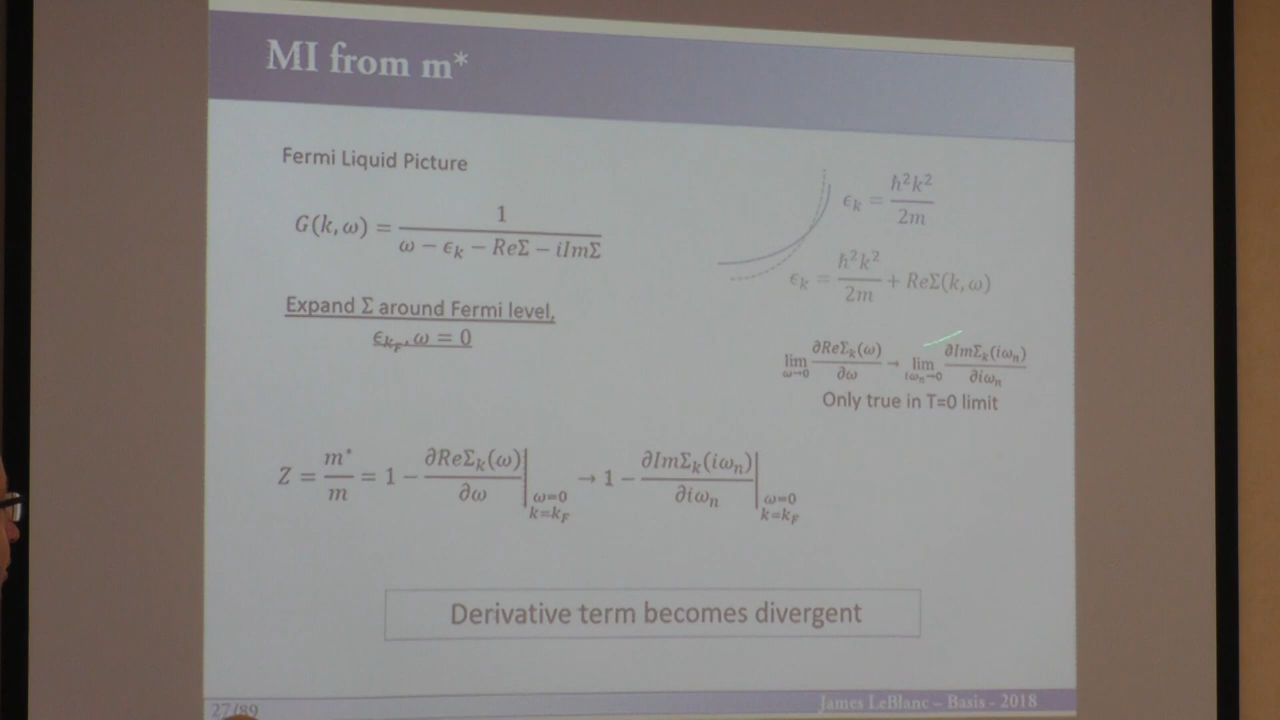 MI from m*
Fermi Liquid Picture
G(k, ω) = 1 / (ω − ϵ_k − ReΣ − iImΣ)
ϵ_k = ħ²k² / 2m
ϵ_k = ħ²k² / 2m + ReΣ(k, ω)
Expand Σ around Fermi level,
ϵ_{k_F}, ω = 0
lim_{ω→0} ∂ReΣ_k(ω) / ∂ω → lim_{iω_n→0} ∂ImΣ_k(iω_n) / ∂iω_n
Only true in T=0 limit
Z = m* / m = 1 − ∂ReΣ_k(ω) / ∂ω |_{ω=0, k=k_F} → 1 − ∂ImΣ_k(iω_n) / ∂iω_n |_{ω=0, k=k_F}
Derivative term becomes divergent
27/89
James LeBlanc – Basis - 2018